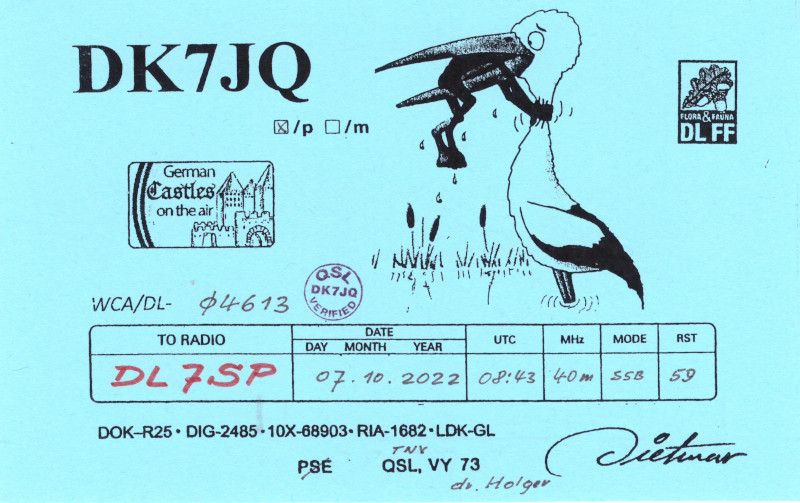 DK7JQ
☒/p ☐/m
FLORA & FAUNA
DLFF
German
Castles
on the air
WCA/DL- Ø4613
QSL
DK7JQ
VERIFIED
TO RADIO DATE UTC MHz MODE RST
DAY MONTH YEAR
DL7SP 07.10.2022 08:43 40m SSB 59
DOK–R25 • DIG-2485 • 10X-68903 • RIA-1682 • LDK-GL
TNX
PSE QSL, VY 73 Dietmar
dr. Holger